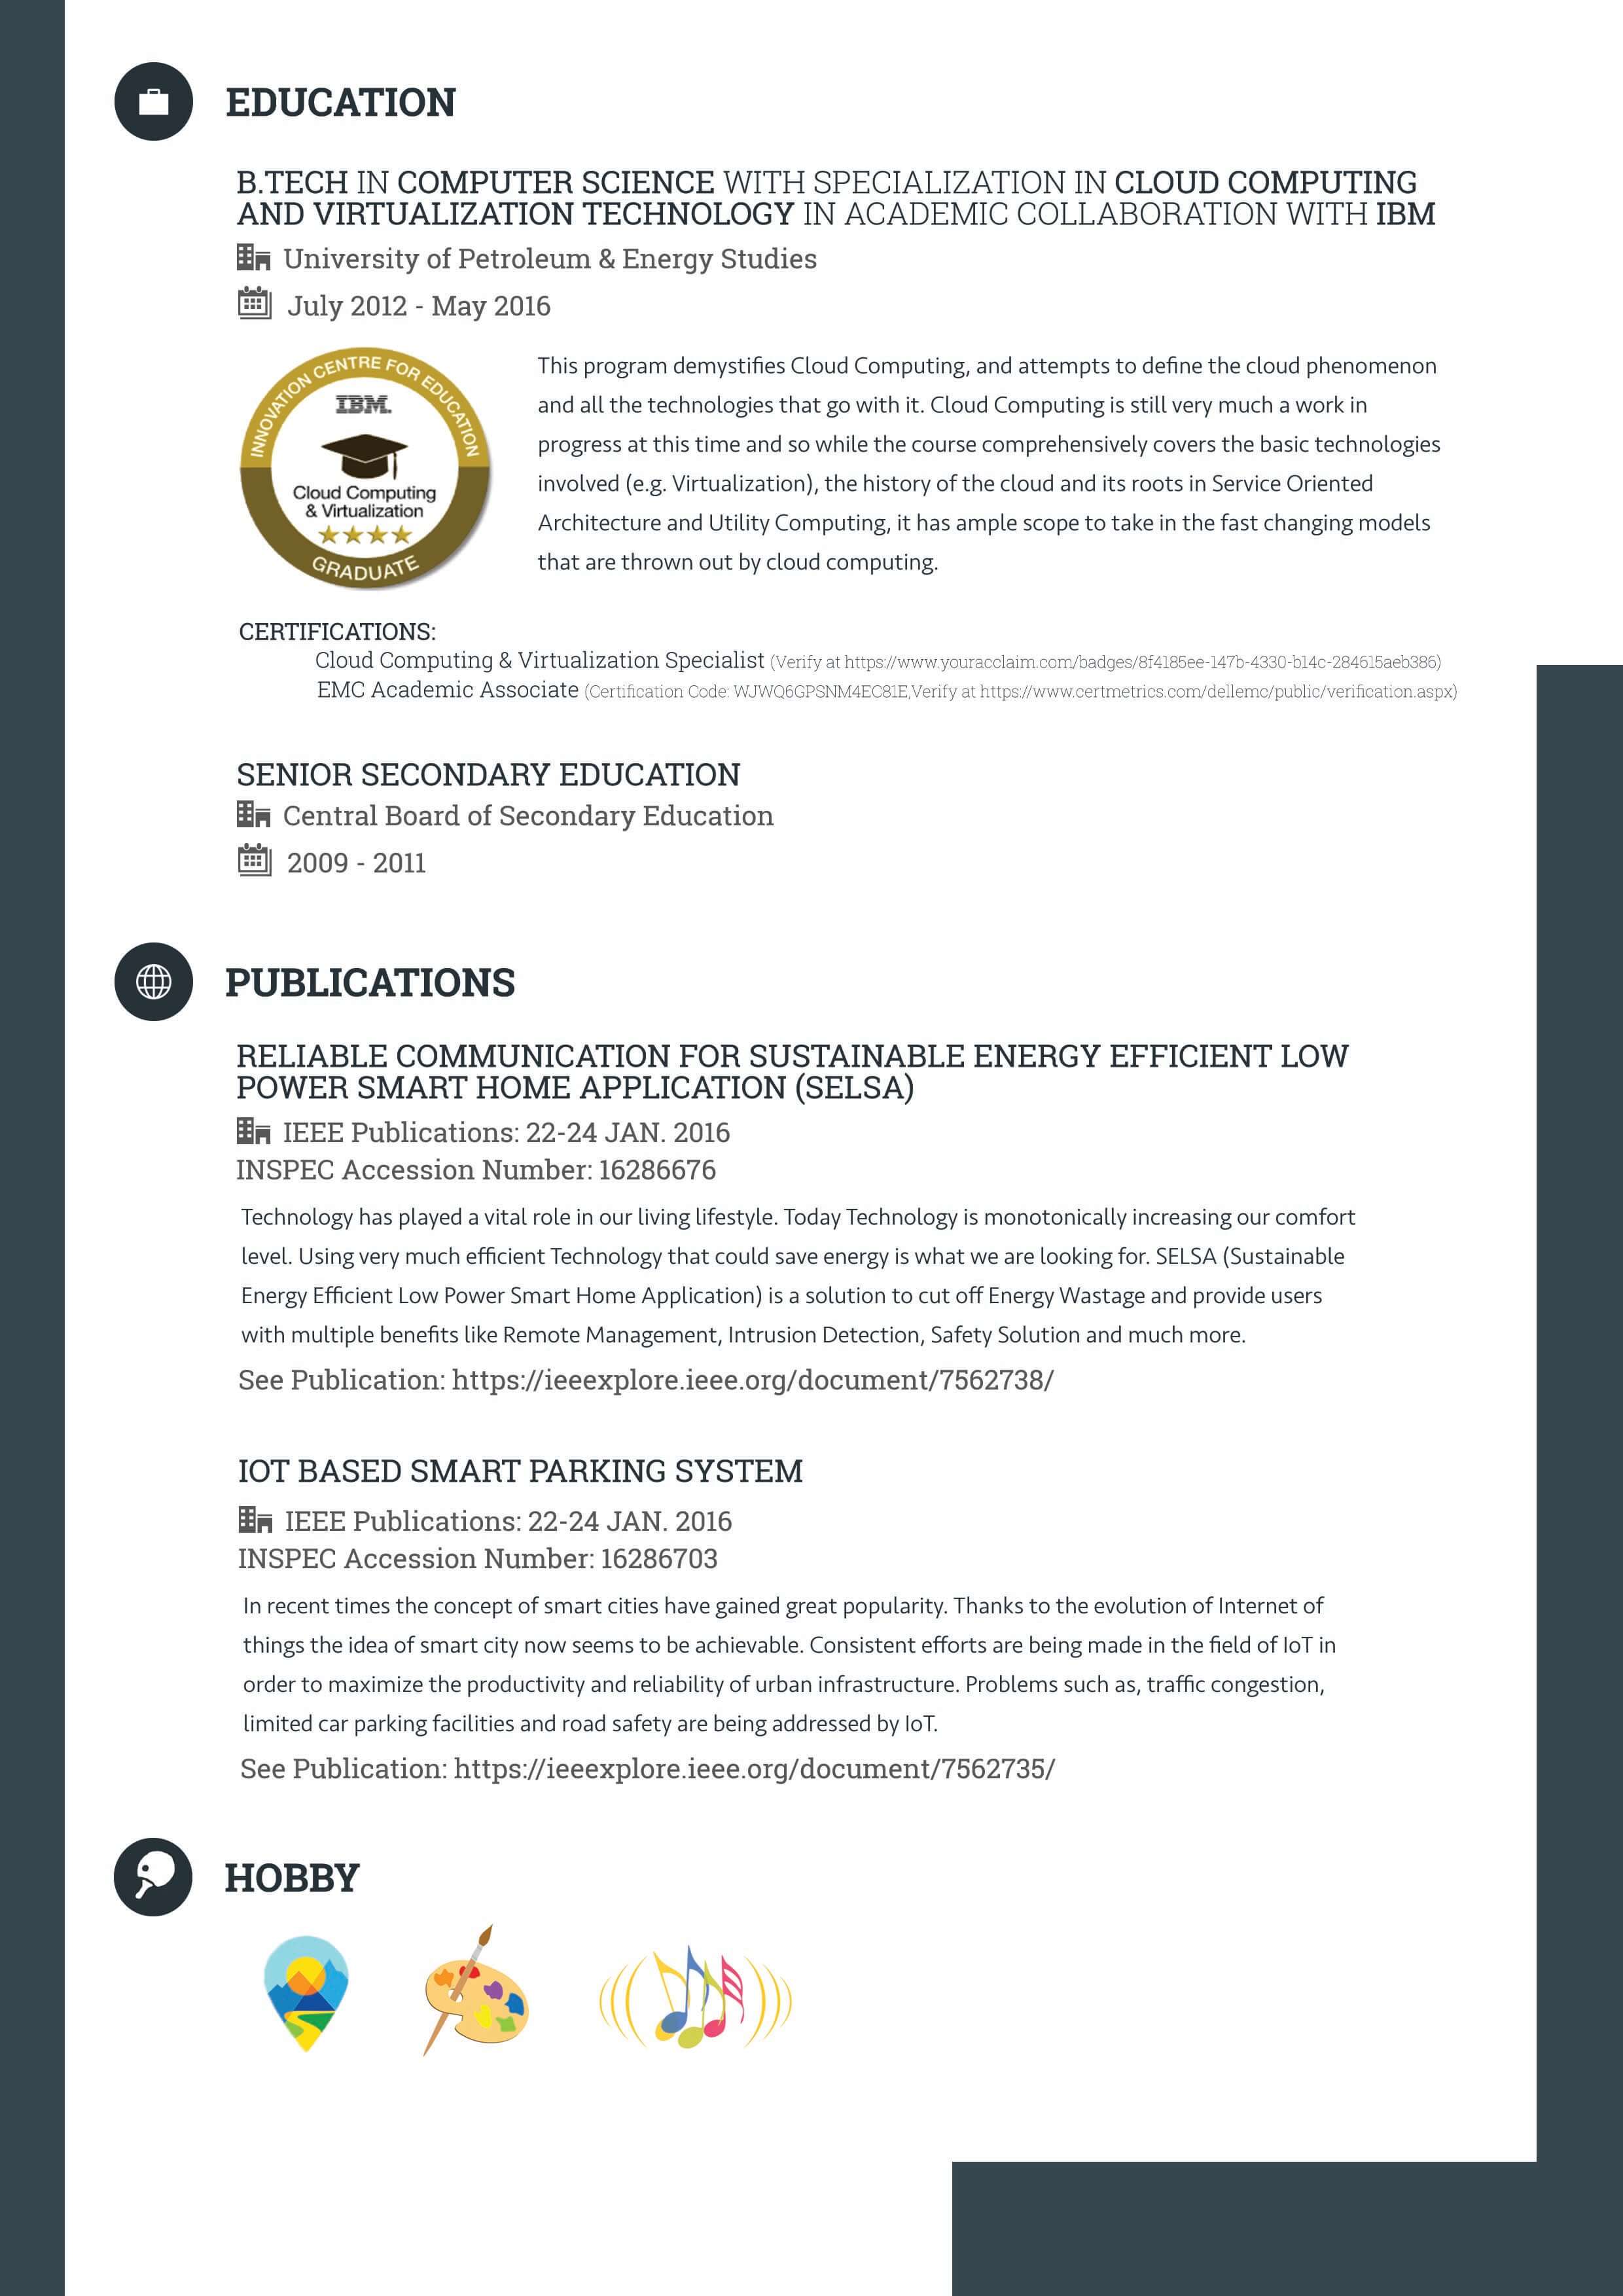 EDUCATION
B.TECH IN COMPUTER SCIENCE WITH SPECIALIZATION IN CLOUD COMPUTING
AND VIRTUALIZATION TECHNOLOGY IN ACADEMIC COLLABORATION WITH IBM
University of Petroleum & Energy Studies
July 2012 - May 2016
INNOVATION CENTRE FOR EDUCATION
IBM.
Cloud Computing
& Virtualization
GRADUATE
This program demystifies Cloud Computing, and attempts to define the cloud phenomenon
and all the technologies that go with it. Cloud Computing is still very much a work in
progress at this time and so while the course comprehensively covers the basic technologies
involved (e.g. Virtualization), the history of the cloud and its roots in Service Oriented
Architecture and Utility Computing, it has ample scope to take in the fast changing models
that are thrown out by cloud computing.
CERTIFICATIONS:
Cloud Computing & Virtualization Specialist (Verify at https://www.youracclaim.com/badges/8f4185ee-147b-4330-b14c-284615aeb386)
EMC Academic Associate (Certification Code: WJWQ6GPSNM4EC81E,Verify at https://www.certmetrics.com/dellemc/public/verification.aspx)
SENIOR SECONDARY EDUCATION
Central Board of Secondary Education
2009 - 2011
PUBLICATIONS
RELIABLE COMMUNICATION FOR SUSTAINABLE ENERGY EFFICIENT LOW
POWER SMART HOME APPLICATION (SELSA)
IEEE Publications: 22-24 JAN. 2016
INSPEC Accession Number: 16286676
Technology has played a vital role in our living lifestyle. Today Technology is monotonically increasing our comfort
level. Using very much efficient Technology that could save energy is what we are looking for. SELSA (Sustainable
Energy Efficient Low Power Smart Home Application) is a solution to cut off Energy Wastage and provide users
with multiple benefits like Remote Management, Intrusion Detection, Safety Solution and much more.
See Publication: https://ieeexplore.ieee.org/document/7562738/
IOT BASED SMART PARKING SYSTEM
IEEE Publications: 22-24 JAN. 2016
INSPEC Accession Number: 16286703
In recent times the concept of smart cities have gained great popularity. Thanks to the evolution of Internet of
things the idea of smart city now seems to be achievable. Consistent efforts are being made in the field of IoT in
order to maximize the productivity and reliability of urban infrastructure. Problems such as, traffic congestion,
limited car parking facilities and road safety are being addressed by IoT.
See Publication: https://ieeexplore.ieee.org/document/7562735/
HOBBY